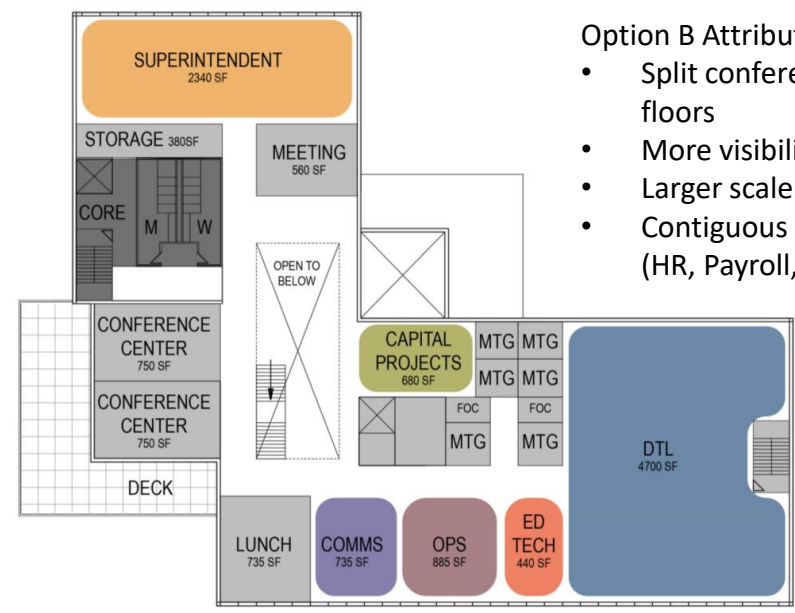 SUPERINTENDENT
2340 SF
STORAGE 380SF
MEETING
560 SF
CORE
M
W
OPEN TO
BELOW
CONFERENCE
CENTER
750 SF
CONFERENCE
CENTER
750 SF
DECK
CAPITAL
PROJECTS
680 SF
MTG MTG
MTG MTG
FOC
FOC
MTG
MTG
DTL
4700 SF
LUNCH
735 SF
COMMS
735 SF
OPS
885 SF
ED
TECH
440 SF
Option B
• Split
floors
• More
• Larger scale
• Contiguous
(HR, Payroll,